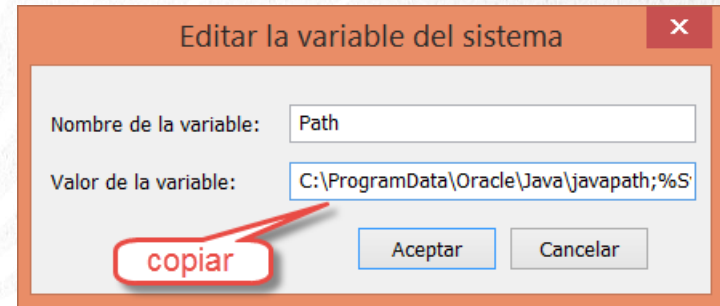 Editar la variable del sistema
Nombre de la variable: Path
Valor de la variable: C:\ProgramData\Oracle\Java\javapath;%S
copiar
Aceptar Cancelar